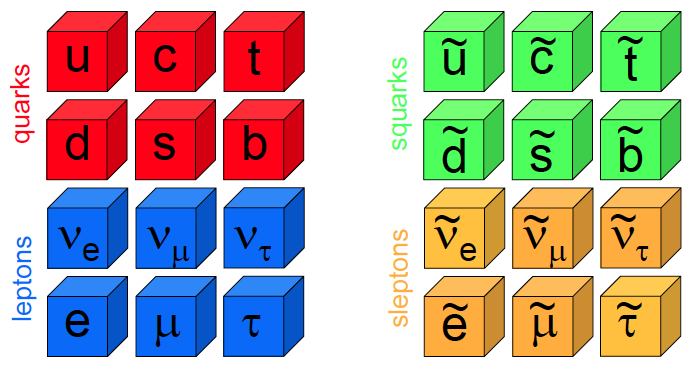 quarks
u c t
d s b
leptons
νe νμ ντ
e μ τ
squarks
ũ c̃ t̃
d̃ s̃ b̃
sleptons
ν̃e ν̃μ ν̃τ
ẽ μ̃ τ̃